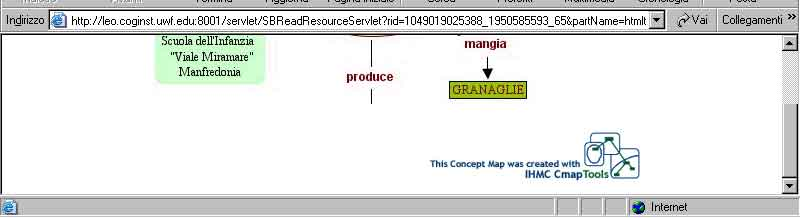 Indirizzo http://leo.coginst.uwf.edu:8001/servlet/SBReadResourceServlet?rid=1049019025388_1950585593_65&partName=htmlt Vai Collegamenti »
Scuola dell'Infanzia
"Viale Miramare"
Manfredonia
mangia
produce
GRANAGLIE
This Concept Map was created with
IHMC CmapTools
Internet